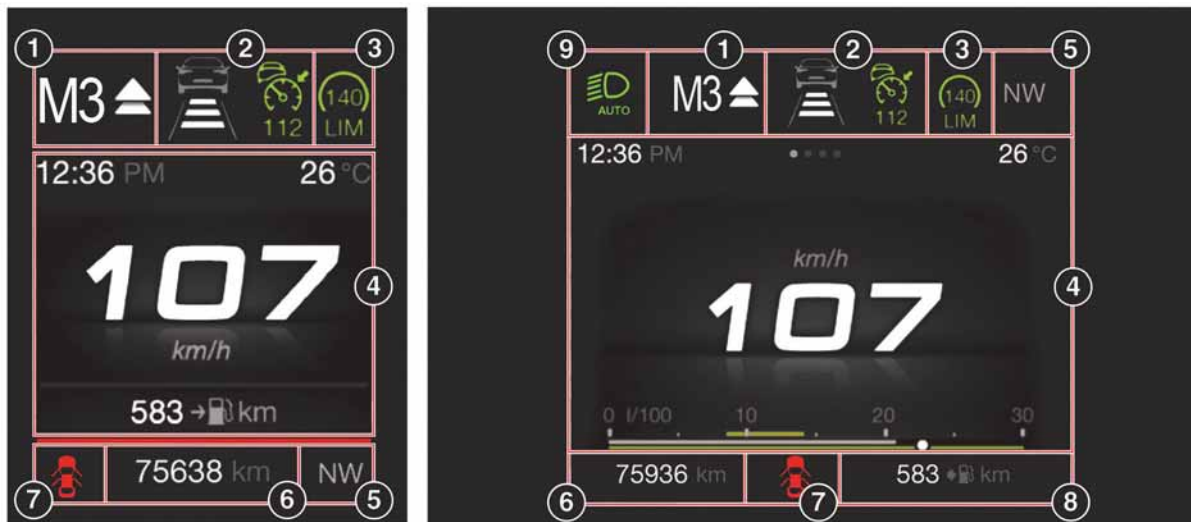 1 2 3
M3
140
112 LIM
12:36 PM 26 °C
107 4
km/h
583 km
75638 km NW
7 6 5
9 1 2 3 5
M3 140 NW
AUTO 112 LIM
12:36 PM 26 °C
km/h
107 4
0 l/100 10 20 30
75936 km 583 km
6 7 8